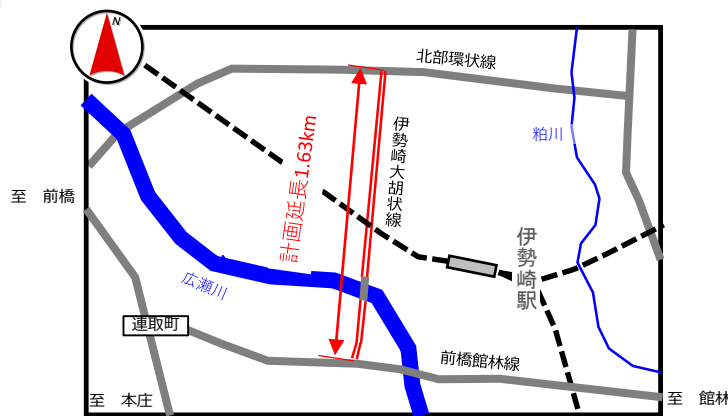 N
北部環状線
伊勢崎大胡状線
粕川
計画延長1.63km
至 前橋
伊勢崎駅
広瀬川
連取町
前橋館林線
至 本庄
至 館林